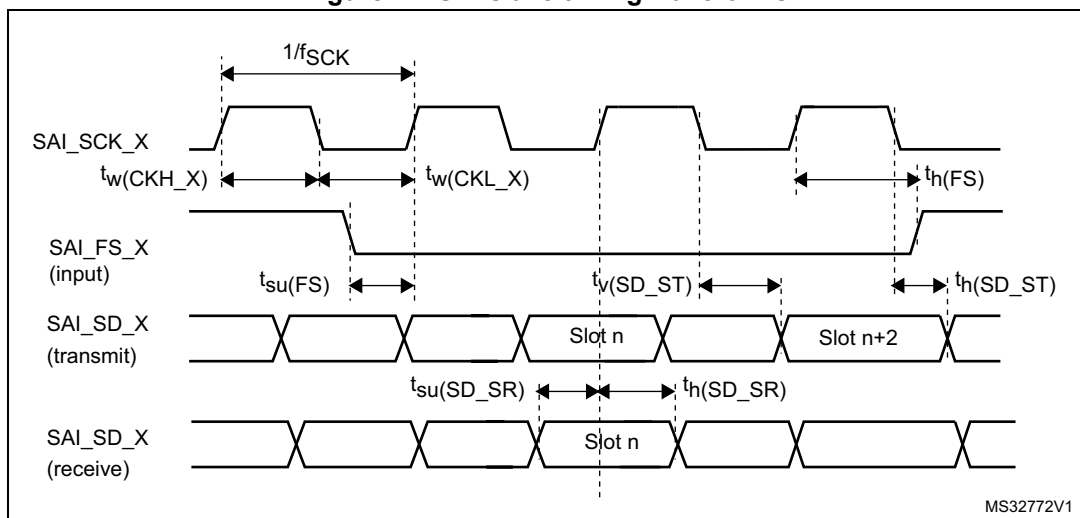 1/fSCK
SAI_SCK_X
tw(CKH_X)
tw(CKL_X)
th(FS)
SAI_FS_X
(input)
tsu(FS)
tv(SD_ST)
th(SD_ST)
SAI_SD_X
(transmit)
Slot n
Slot n+2
tsu(SD_SR)
th(SD_SR)
SAI_SD_X
(receive)
Slot n
MS32772V1